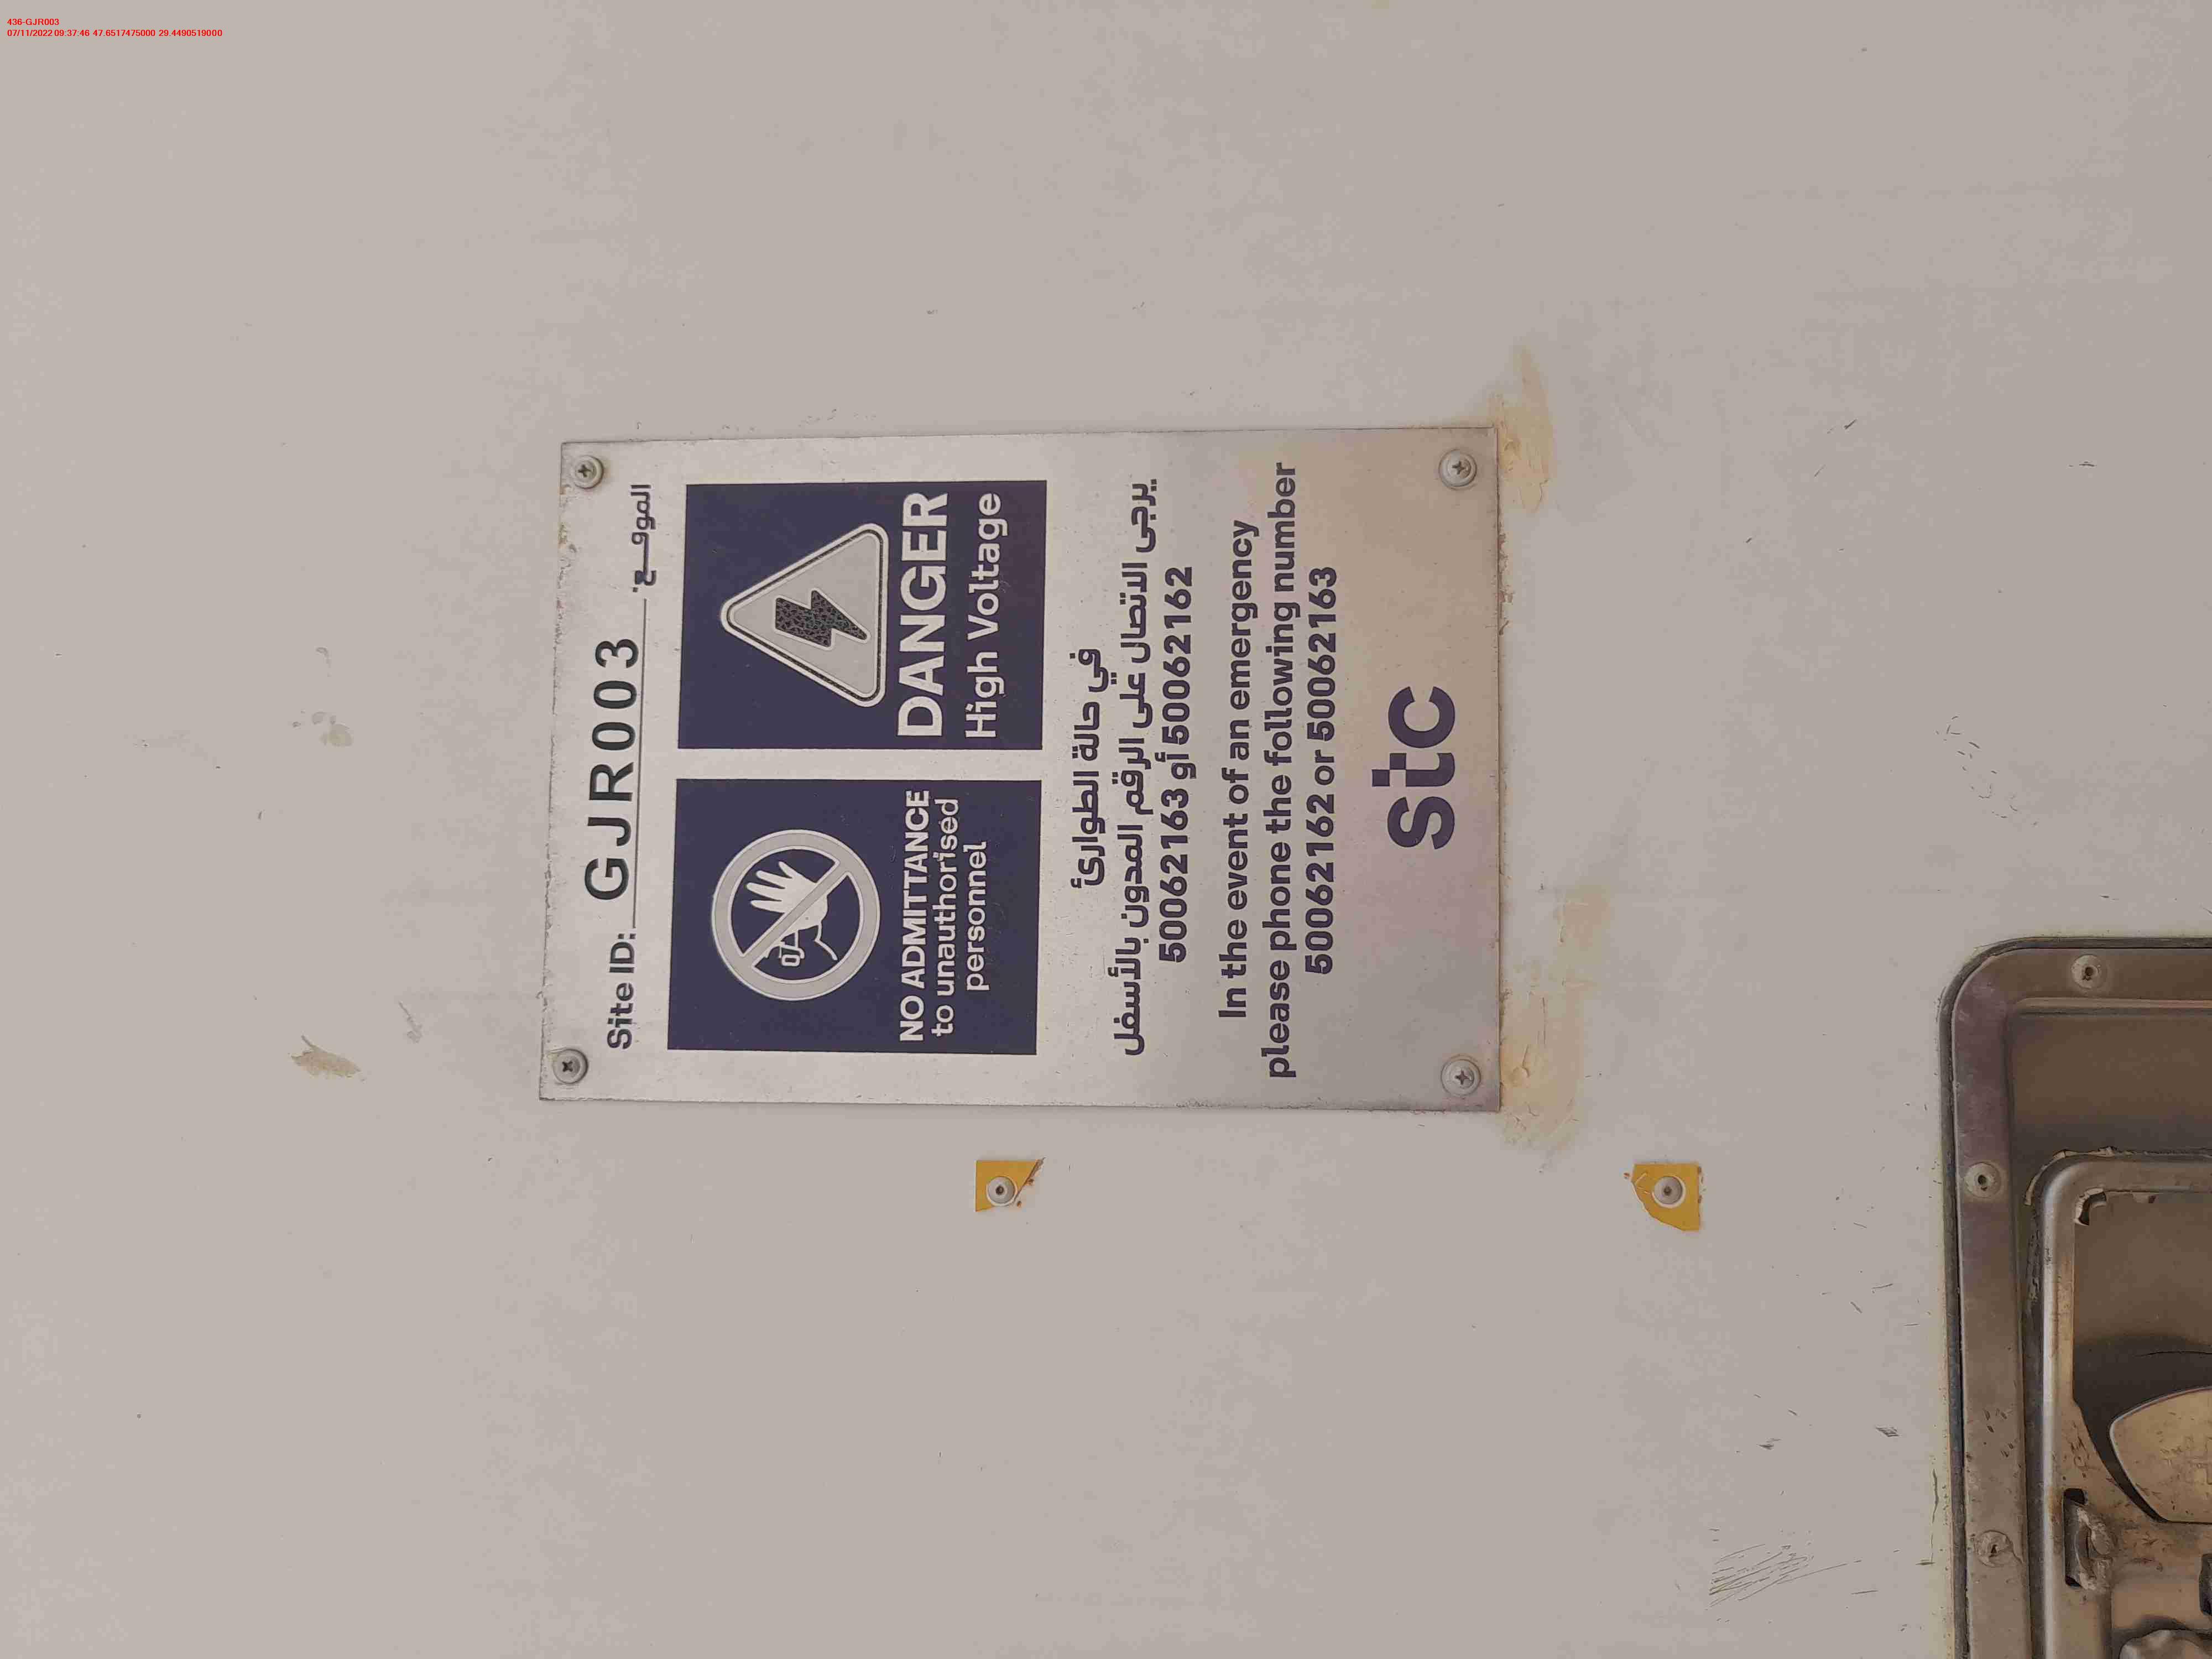 436-GJR003
07/11/2022 09:37:46 47.6517475000 29.4490519000
Site ID: GJR003 الموقـــع:
NO ADMITTANCE
to unauthorised
personnel
DANGER
High Voltage
في حالة الطوارئ
يرجى الاتصال على الرقم المدون بالأسفل
50062163 أو 50062162
In the event of an emergency
please phone the following number
50062162 or 50062163
stc